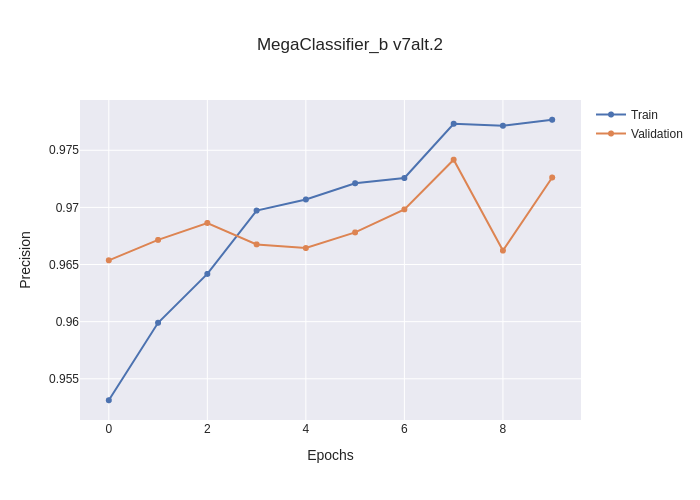 MegaClassifier_b v7alt.2
Train
Validation
0.975
0.97
0.965
0.96
0.955
Precision
0 2 4 6 8
Epochs